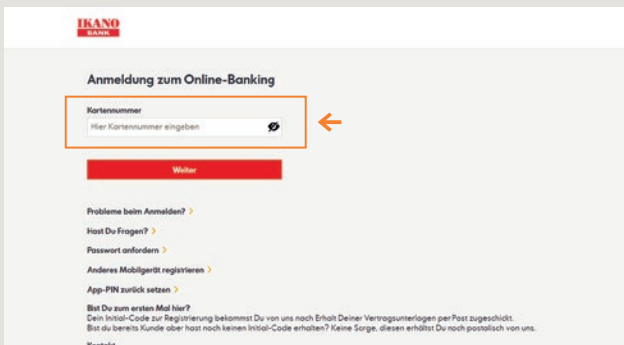 IKANO
BANK
Anmeldung zum Online-Banking
Kartennummer
Hier Kartennummer eingeben
Weiter
Probleme beim Anmelden?
Hast Du Fragen?
Passwort anfordern
Anderes Mobilgerät registrieren
App-PIN zurück setzen
Bist Du zum ersten Mal hier?
Dein Initial-Code zur Registrierung bekommst Du von uns nach Erhalt Deiner Vertragsunterlagen per Post zugeschickt.
Bist du bereits Kunde aber hast noch keinen Initial-Code erhalten? Keine Sorge, diesen erhältst Du noch postalisch von uns.
Kontakt